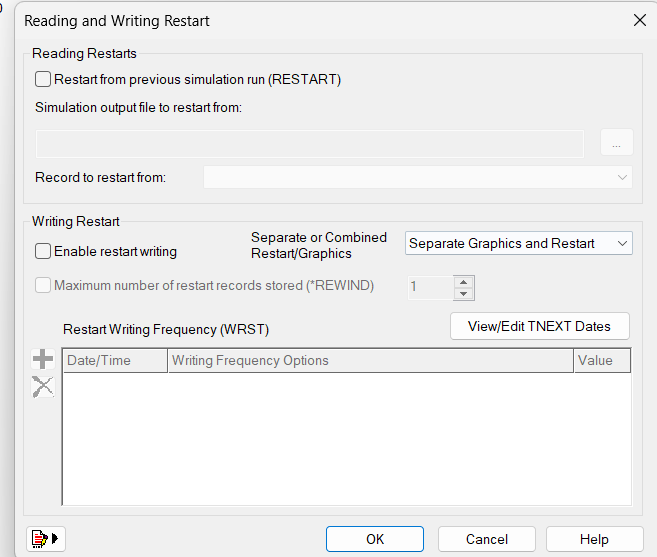 Reading and Writing Restart
Reading Restarts
Restart from previous simulation run (RESTART)
Simulation output file to restart from:
...
Record to restart from:
Writing Restart
Enable restart writing
Separate or Combined
Restart/Graphics
Separate Graphics and Restart
Maximum number of restart records stored (*REWIND)
1
Restart Writing Frequency (WRST)
View/Edit TNEXT Dates
Date/Time Writing Frequency Options Value
OK Cancel Help